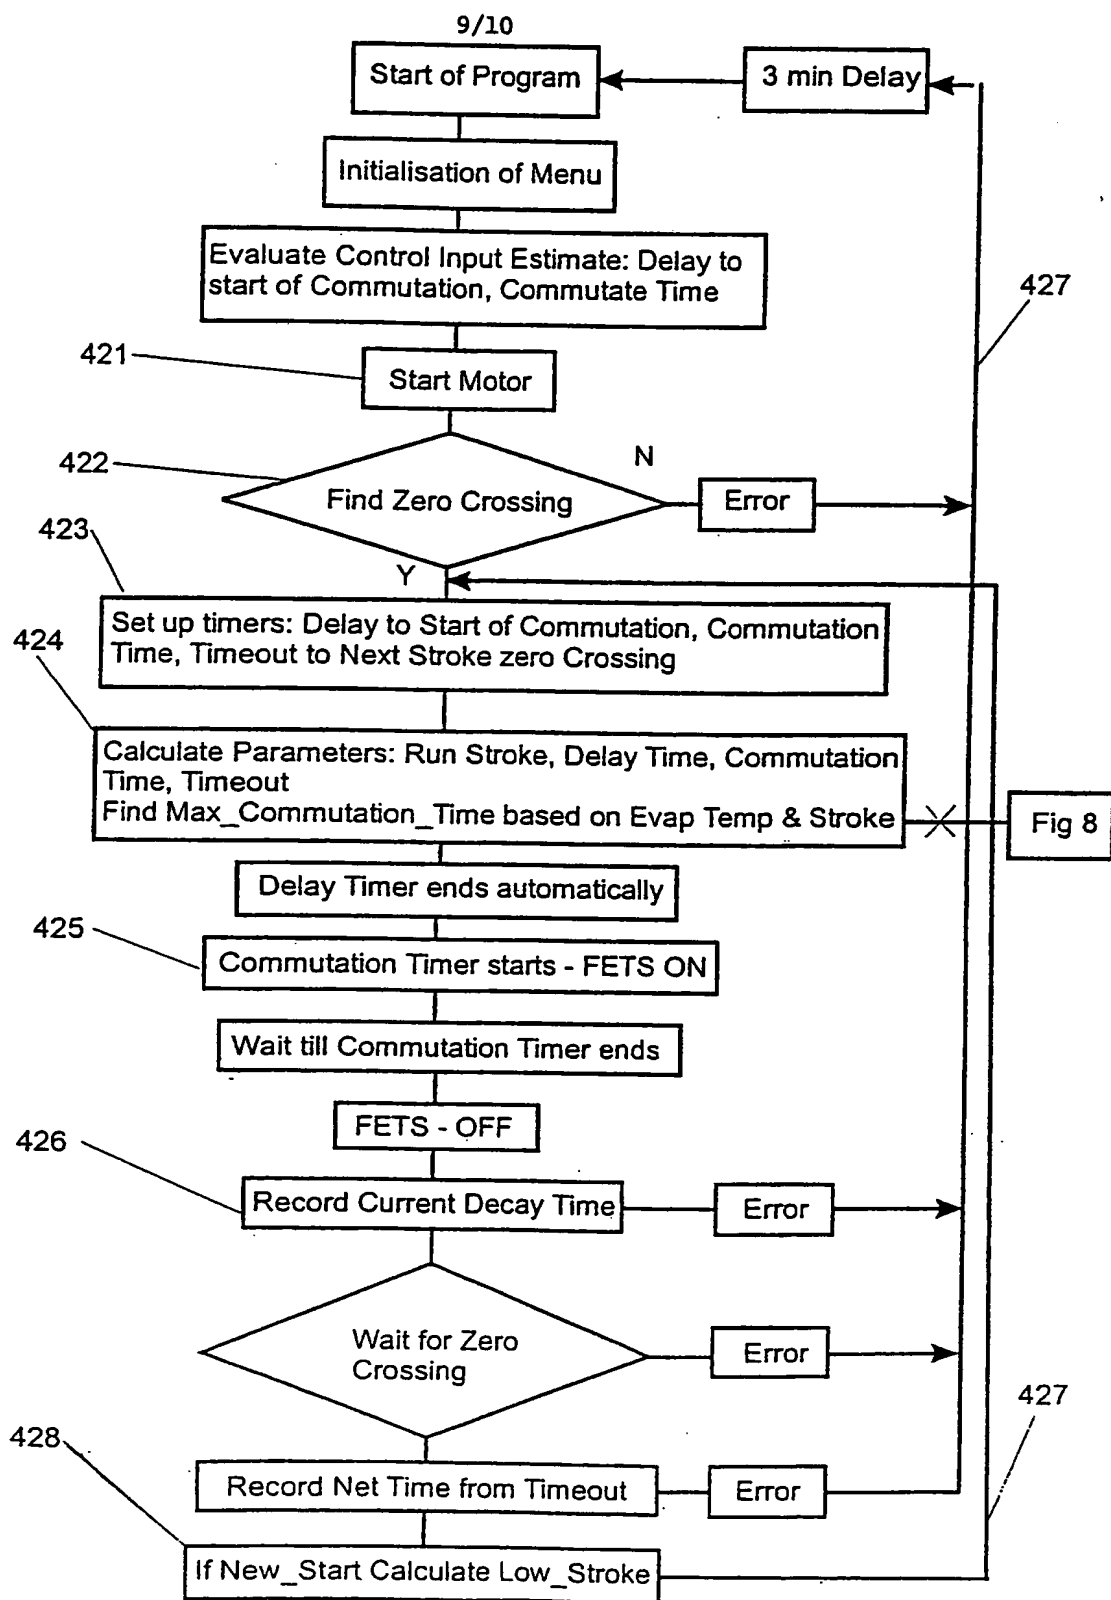 9/10
Start of Program
3 min Delay
Initialisation of Menu
Evaluate Control Input Estimate: Delay to
start of Commutation, Commutate Time
427
421
Start Motor
422
N
Find Zero Crossing
Error
423
Y
Set up timers: Delay to Start of Commutation, Commutation
Time, Timeout to Next Stroke zero Crossing
424
Calculate Parameters: Run Stroke, Delay Time, Commutation
Time, Timeout
Find Max_Commutation_Time based on Evap Temp & Stroke
Fig 8
Delay Timer ends automatically
425
Commutation Timer starts - FETS ON
Wait till Commutation Timer ends
FETS - OFF
426
Record Current Decay Time
Error
Wait for Zero
Crossing
Error
427
428
Record Net Time from Timeout
Error
If New_Start Calculate Low_Stroke